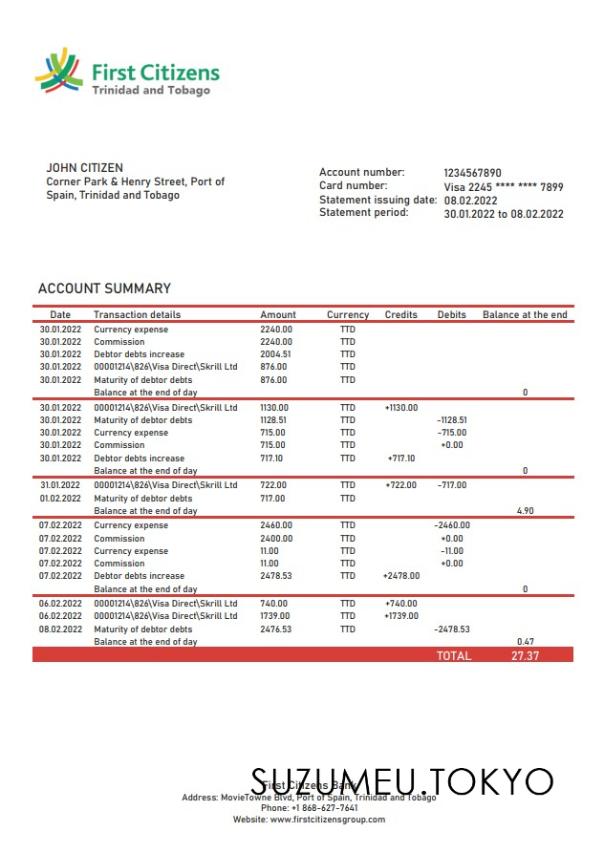 First Citizens
Trinidad and Tobago
JOHN CITIZEN
Corner Park & Henry Street, Port of
Spain, Trinidad and Tobago
Account number: 1234567890
Card number: Visa 2245 **** **** 7899
Statement issuing date: 08.02.2022
Statement period: 30.01.2022 to 08.02.2022
ACCOUNT SUMMARY
Date Transaction details Amount Currency Credits Debits Balance at the end
30.01.2022 Currency expense 2240.00 TTD
30.01.2022 Commission 2240.00 TTD
30.01.2022 Debtor debts increase 2004.51 TTD
30.01.2022 00001214\826\Visa Direct\Skrill Ltd 876.00 TTD
30.01.2022 Maturity of debtor debts 876.00 TTD
Balance at the end of day 0
30.01.2022 00001214\826\Visa Direct\Skrill Ltd 1130.00 TTD +1130.00
30.01.2022 Maturity of debtor debts 1128.51 TTD -1128.51
30.01.2022 Currency expense 715.00 TTD -715.00
30.01.2022 Commission 715.00 TTD +0.00
30.01.2022 Debtor debts increase 717.10 TTD +717.10
Balance at the end of day 0
31.01.2022 00001214\826\Visa Direct\Skrill Ltd 722.00 TTD +722.00 -717.00
01.02.2022 Maturity of debtor debts 717.00 TTD
Balance at the end of day 4.90
07.02.2022 Currency expense 2460.00 TTD -2460.00
07.02.2022 Commission 2400.00 TTD +0.00
07.02.2022 Currency expense 11.00 TTD -11.00
07.02.2022 Commission 11.00 TTD +0.00
07.02.2022 Debtor debts increase 2478.53 TTD +2478.00
Balance at the end of day 0
06.02.2022 00001214\826\Visa Direct\Skrill Ltd 740.00 TTD +740.00
06.02.2022 00001214\826\Visa Direct\Skrill Ltd 1739.00 TTD +1739.00
08.02.2022 Maturity of debtor debts 2476.53 TTD -2478.53
Balance at the end of day 0.47
TOTAL 27.37
SUZUMEU.TOKYO
First Citizens Bank
Address: MovieTowne Blvd, Port of Spain, Trinidad and Tobago
Phone: +1 868-627-7641
Website: www.firstcitizensgroup.com